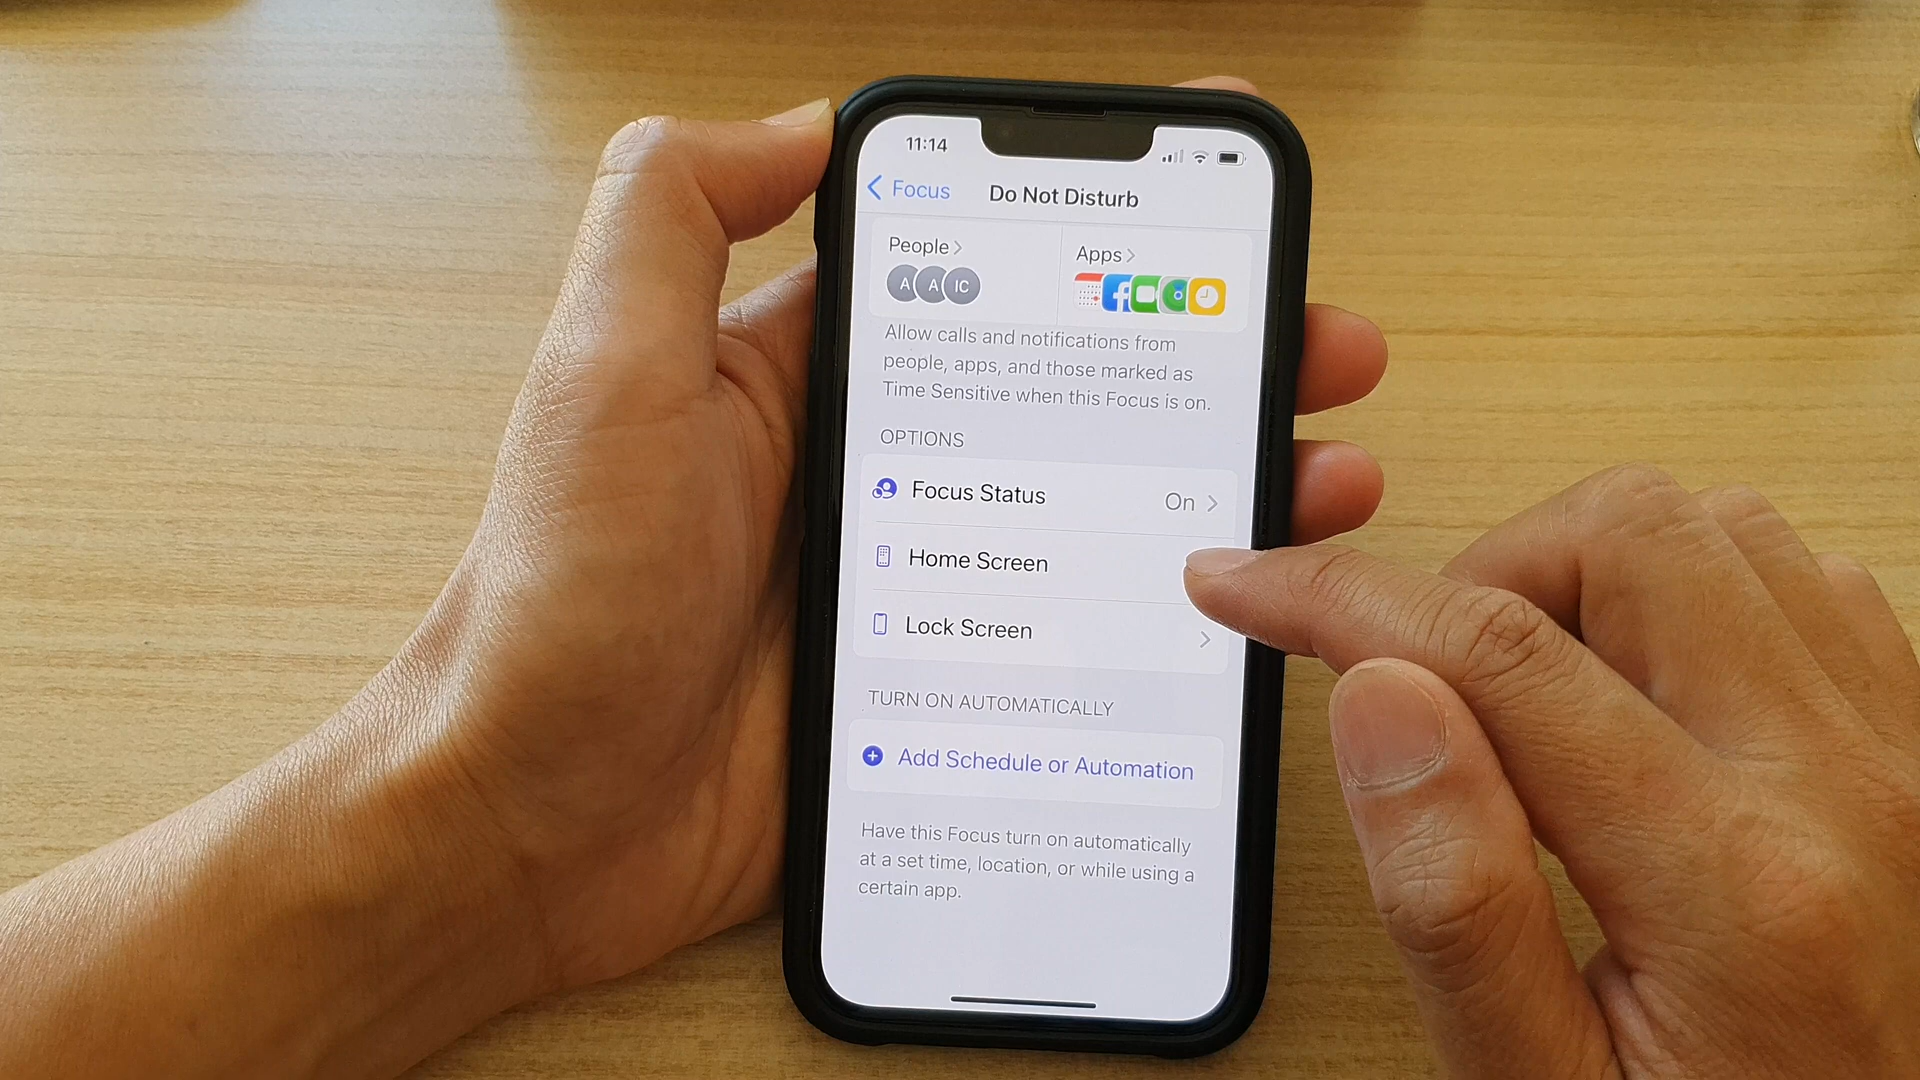 11:14
Focus
Do Not Disturb
People
Apps
A A IC
Allow calls and notifications from
people, apps, and those marked as
Time Sensitive when this Focus is on.
OPTIONS
Focus Status
On
Home Screen
Lock Screen
TURN ON AUTOMATICALLY
Add Schedule or Automation
Have this Focus turn on automatically
at a set time, location, or while using a
certain app.